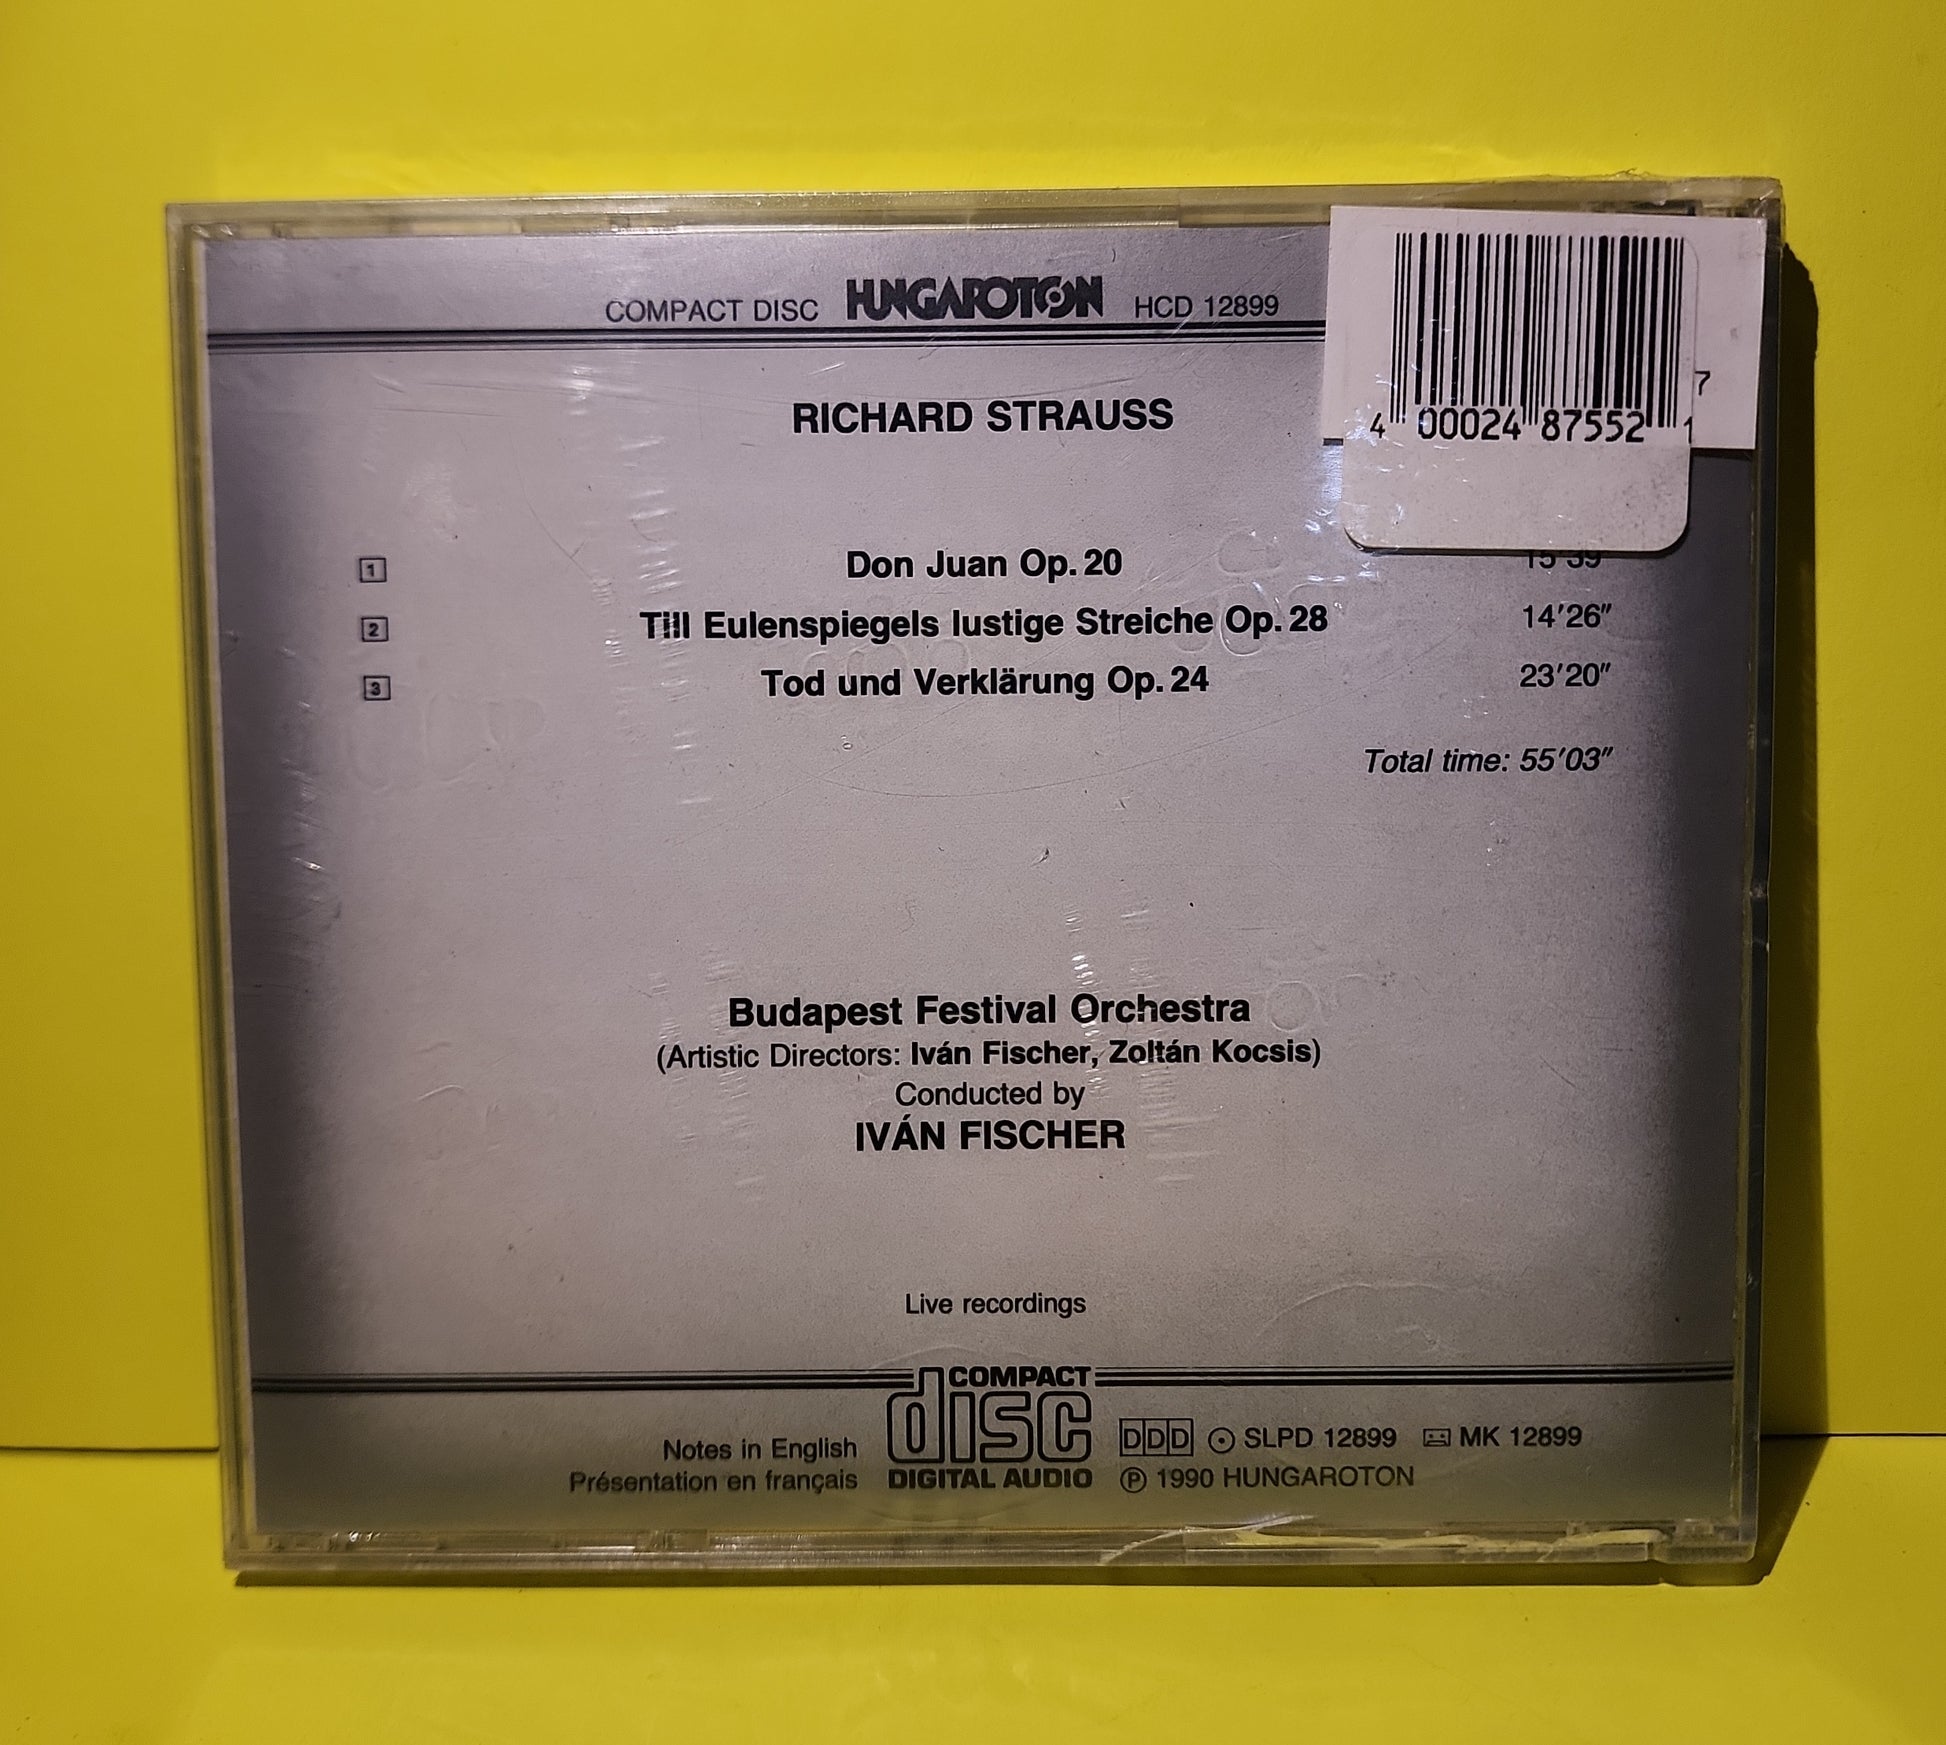 COMPACT DISC HUNGAROTON HCD 12899
7
4 00024 87552 1
RICHARD STRAUSS
1 Don Juan Op. 20 15'39"
2 Till Eulenspiegels lustige Streiche Op. 28 14'26"
3 Tod und Verklärung Op. 24 23'20"
Total time: 55'03"
Budapest Festival Orchestra
(Artistic Directors: Iván Fischer, Zoltán Kocsis)
Conducted by
IVÁN FISCHER
Live recordings
COMPACT
disc
DIGITAL AUDIO
Notes in English
Présentation en français
DDD SLPD 12899 MK 12899
℗ 1990 HUNGAROTON